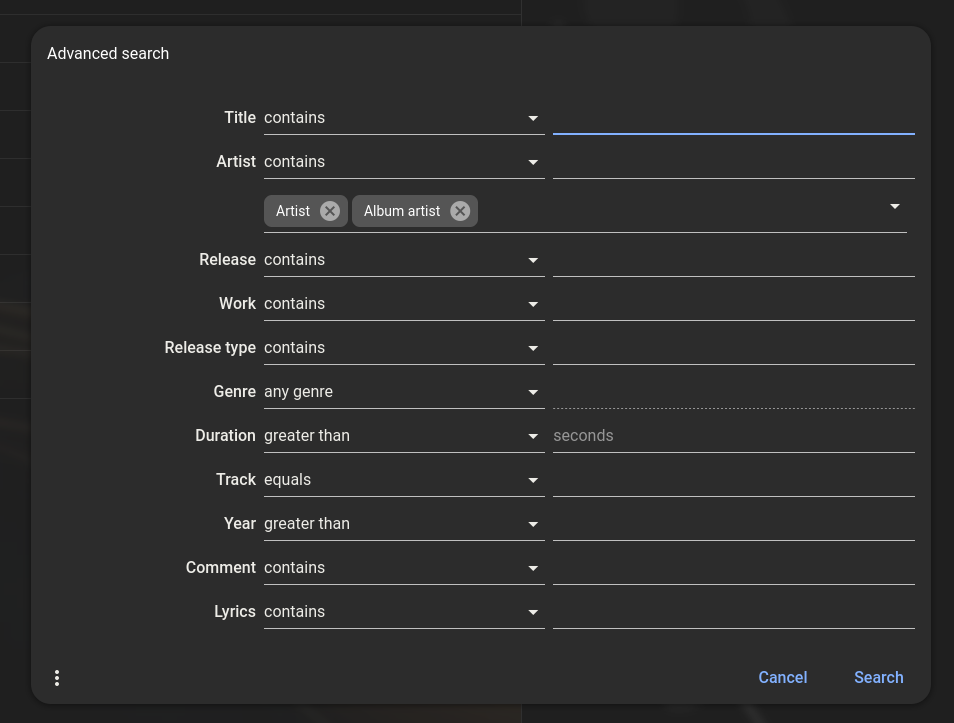 Advanced search
Title contains
Artist contains
Artist Album artist
Release contains
Work contains
Release type contains
Genre any genre
Duration greater than seconds
Track equals
Year greater than
Comment contains
Lyrics contains
Cancel Search